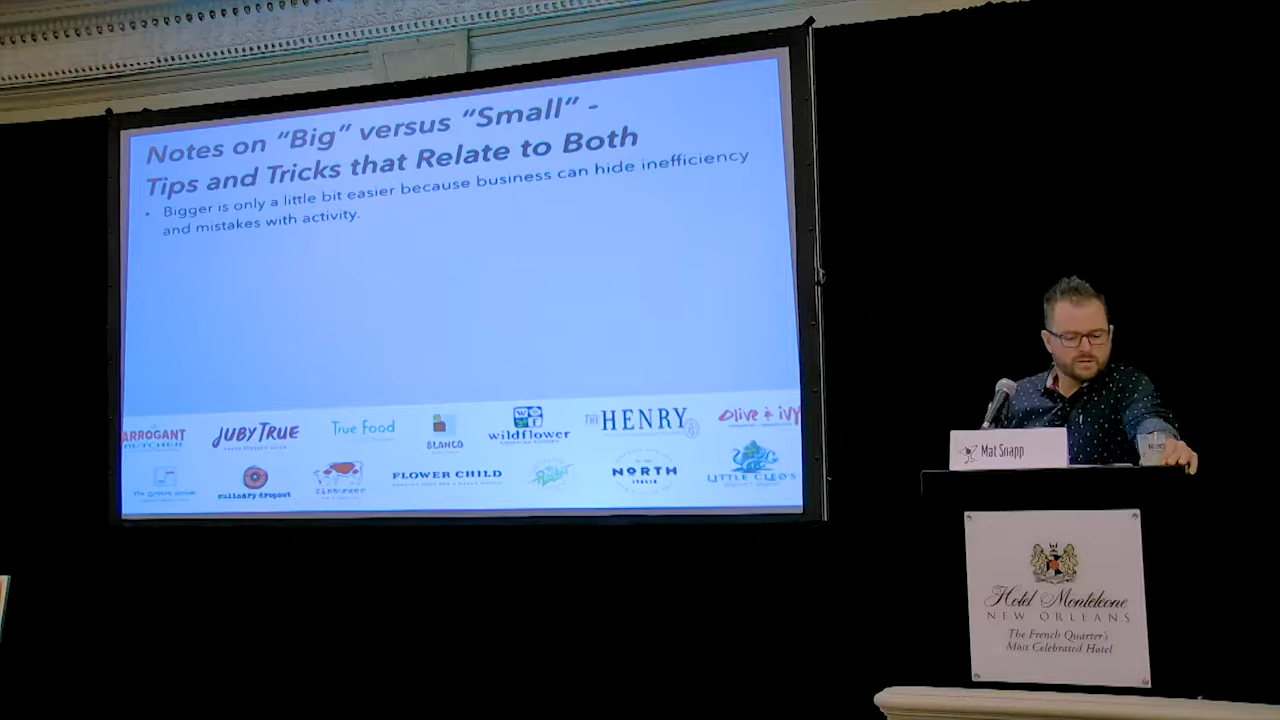 Notes on “Big” versus “Small” -
Tips and Tricks that Relate to Both
• Bigger is only a little bit easier because business can hide inefficiency
and mistakes with activity.
ARROGANT
BUTCHER
JUBY TRUE
True Food
BLANCO
wildflower
THE HENRY
Olive & ivy
culinary dropout
Zinburger
FLOWER CHILD
NORTH
ITALIA
LITTLE CLEO'S
Mat Snapp
Hotel Monteleone
NEW ORLEANS
The French Quarter's
Most Celebrated Hotel